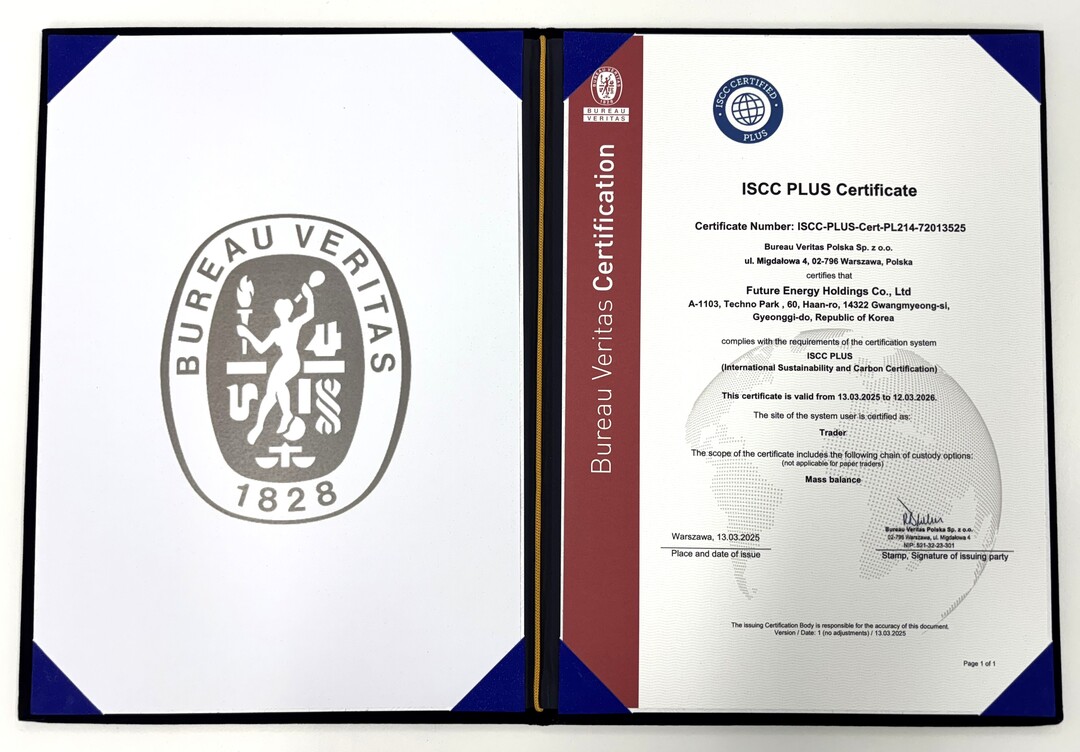 BUREAU VERITAS
1828
BUREAU VERITAS
1828
BUREAU
VERITAS
Bureau Veritas Certification
ISCC CERTIFIED
PLUS
ISCC PLUS Certificate
Certificate Number: ISCC-PLUS-Cert-PL214-72013525
Bureau Veritas Polska Sp. z o.o.
ul. Migdałowa 4, 02-796 Warszawa, Polska
certifies that
Future Energy Holdings Co., Ltd
A-1103, Techno Park , 60, Haan-ro, 14322 Gwangmyeong-si,
Gyeonggi-do, Republic of Korea
complies with the requirements of the certification system
ISCC PLUS
(International Sustainability and Carbon Certification)
This certificate is valid from 13.03.2025 to 12.03.2026.
The site of the system user is certified as:
Trader
The scope of the certificate includes the following chain of custody options:
(not applicable for paper traders)
Mass balance
Bureau Veritas Polska Sp. z o.o.
02-796 Warszawa, ul. Migdałowa 4
NIP: 521-32-23-301
Warszawa, 13.03.2025
Place and date of issue
Stamp, Signature of issuing party
The issuing Certification Body is responsible for the accuracy of this document.
Version / Date: 1 (no adjustments) / 13.03.2025
Page 1 of 1